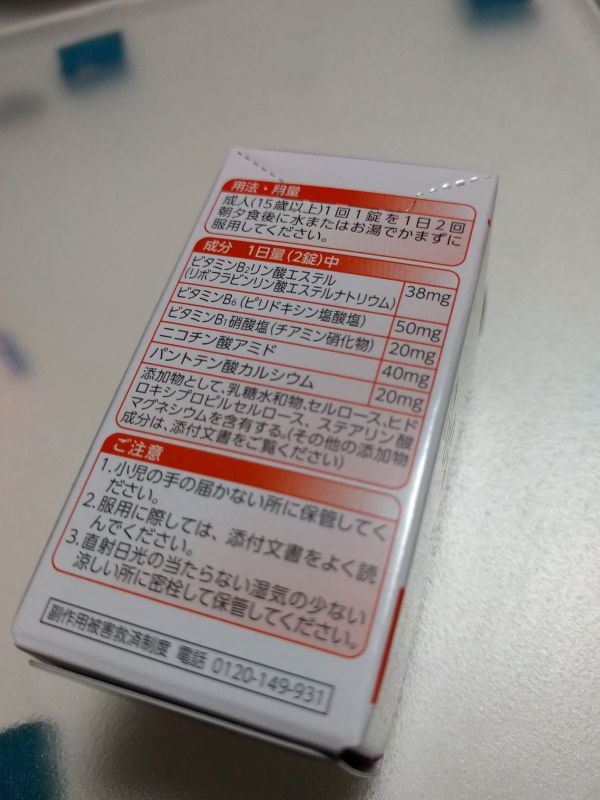 用法・用量
成人(15歳以上)1回1錠を1日2回
朝夕食後に水またはお湯でかまずに
服用してください。
成分 1日量(2錠)中
ビタミンB₂リン酸エステル
(リボフラビンリン酸エステルナトリウム) 38mg
ビタミンB₆(ピリドキシン塩酸塩) 50mg
ビタミンB₁硝酸塩(チアミン硝化物) 20mg
ニコチン酸アミド 40mg
パントテン酸カルシウム 20mg
添加物として、乳糖水和物、セルロース、ヒド
ロキシプロピルセルロース、ステアリン酸
マグネシウムを含有する。(その他の添加物
成分は、添付文書をご覧ください)
ご注意
1.小児の手の届かない所に保管してく
ださい。
2.服用に際しては、添付文書をよく読
んでください。
3.直射日光の当たらない湿気の少ない
涼しい所に密栓して保管してください。
副作用被害救済制度 電話 0120-149-931